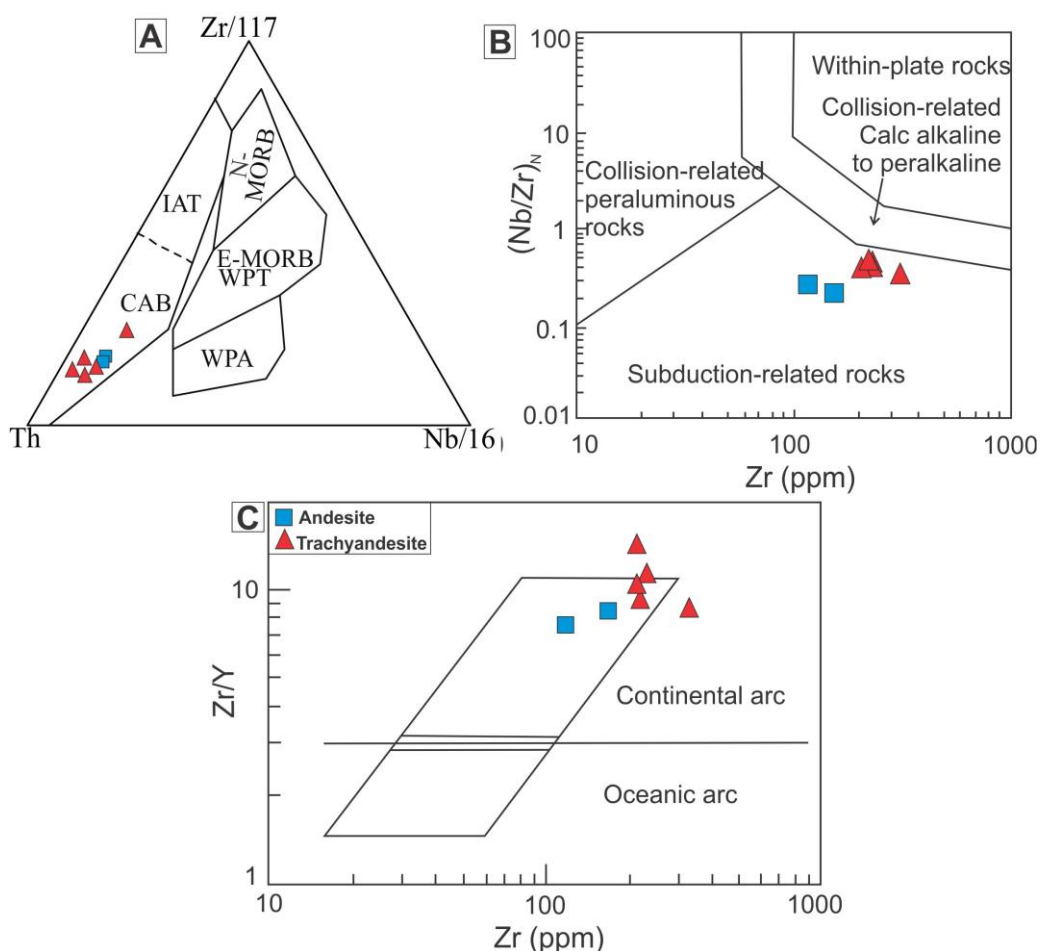 A
Zr/117
N-
MORB
IAT
E-MORB
WPT
CAB
WPA
Th
Nb/16
B
100
10
1
0.1
0.01
(Nb/Zr)N
Within-plate rocks
Collision-related
Calc alkaline
to peralkaline
Collision-related
peraluminous
rocks
Subduction-related rocks
10
100
1000
Zr (ppm)
C
Andesite
Trachyandesite
10
1
Zr/Y
Continental arc
Oceanic arc
10
100
1000
Zr (ppm)